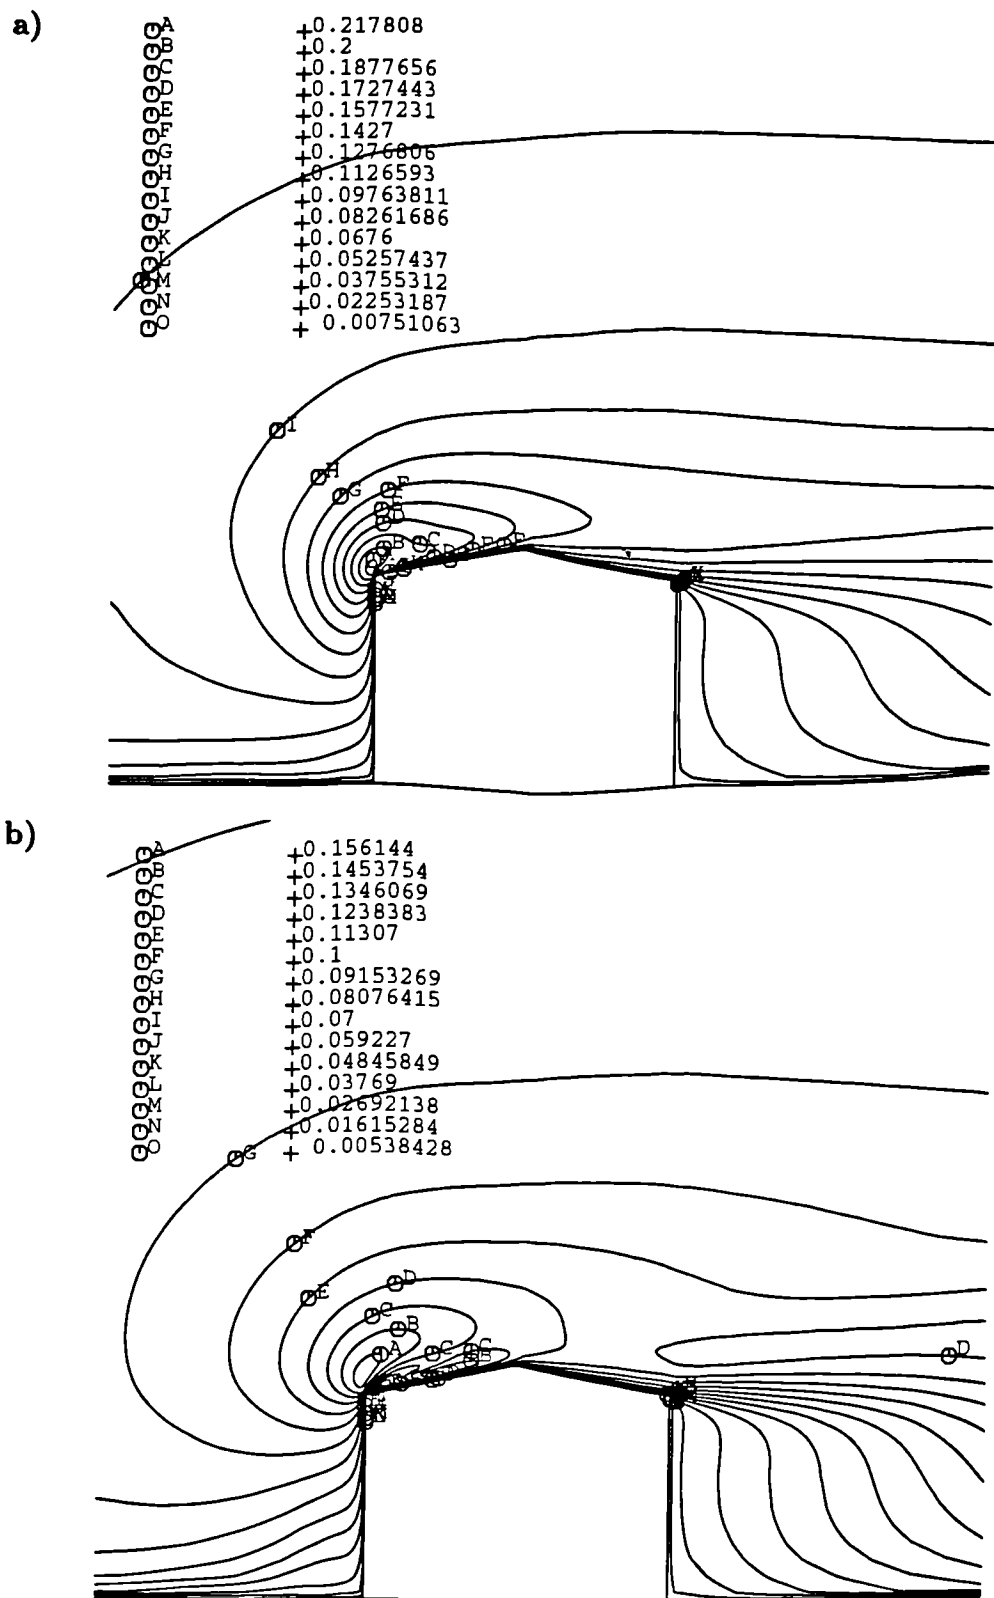 a)
A +0.217808
B +0.2
C +0.1877656
D +0.1727443
E +0.1577231
F +0.1427
G +0.1276806
H +0.1126593
I +0.09763811
J +0.08261686
K +0.0676
L +0.05257437
M +0.03755312
N +0.02253187
O + 0.00751063
I
H
G
F
E
D
B
C
D
E
F
K
N
b)
A +0.156144
B +0.1453754
C +0.1346069
D +0.1238383
E +0.11307
F +0.1
G +0.09153269
H +0.08076415
I +0.07
J +0.059227
K +0.04845849
L +0.03769
M +0.02692138
N +0.01615284
O + 0.00538428
G
F
E
D
C
B
A
C
C
B
D
H
N